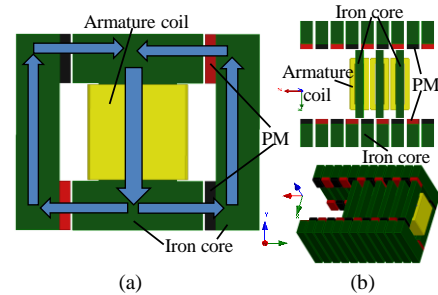 Armature coil
Iron core
Armature
coil
PM
PM
Iron core
Iron core
(a)
(b)